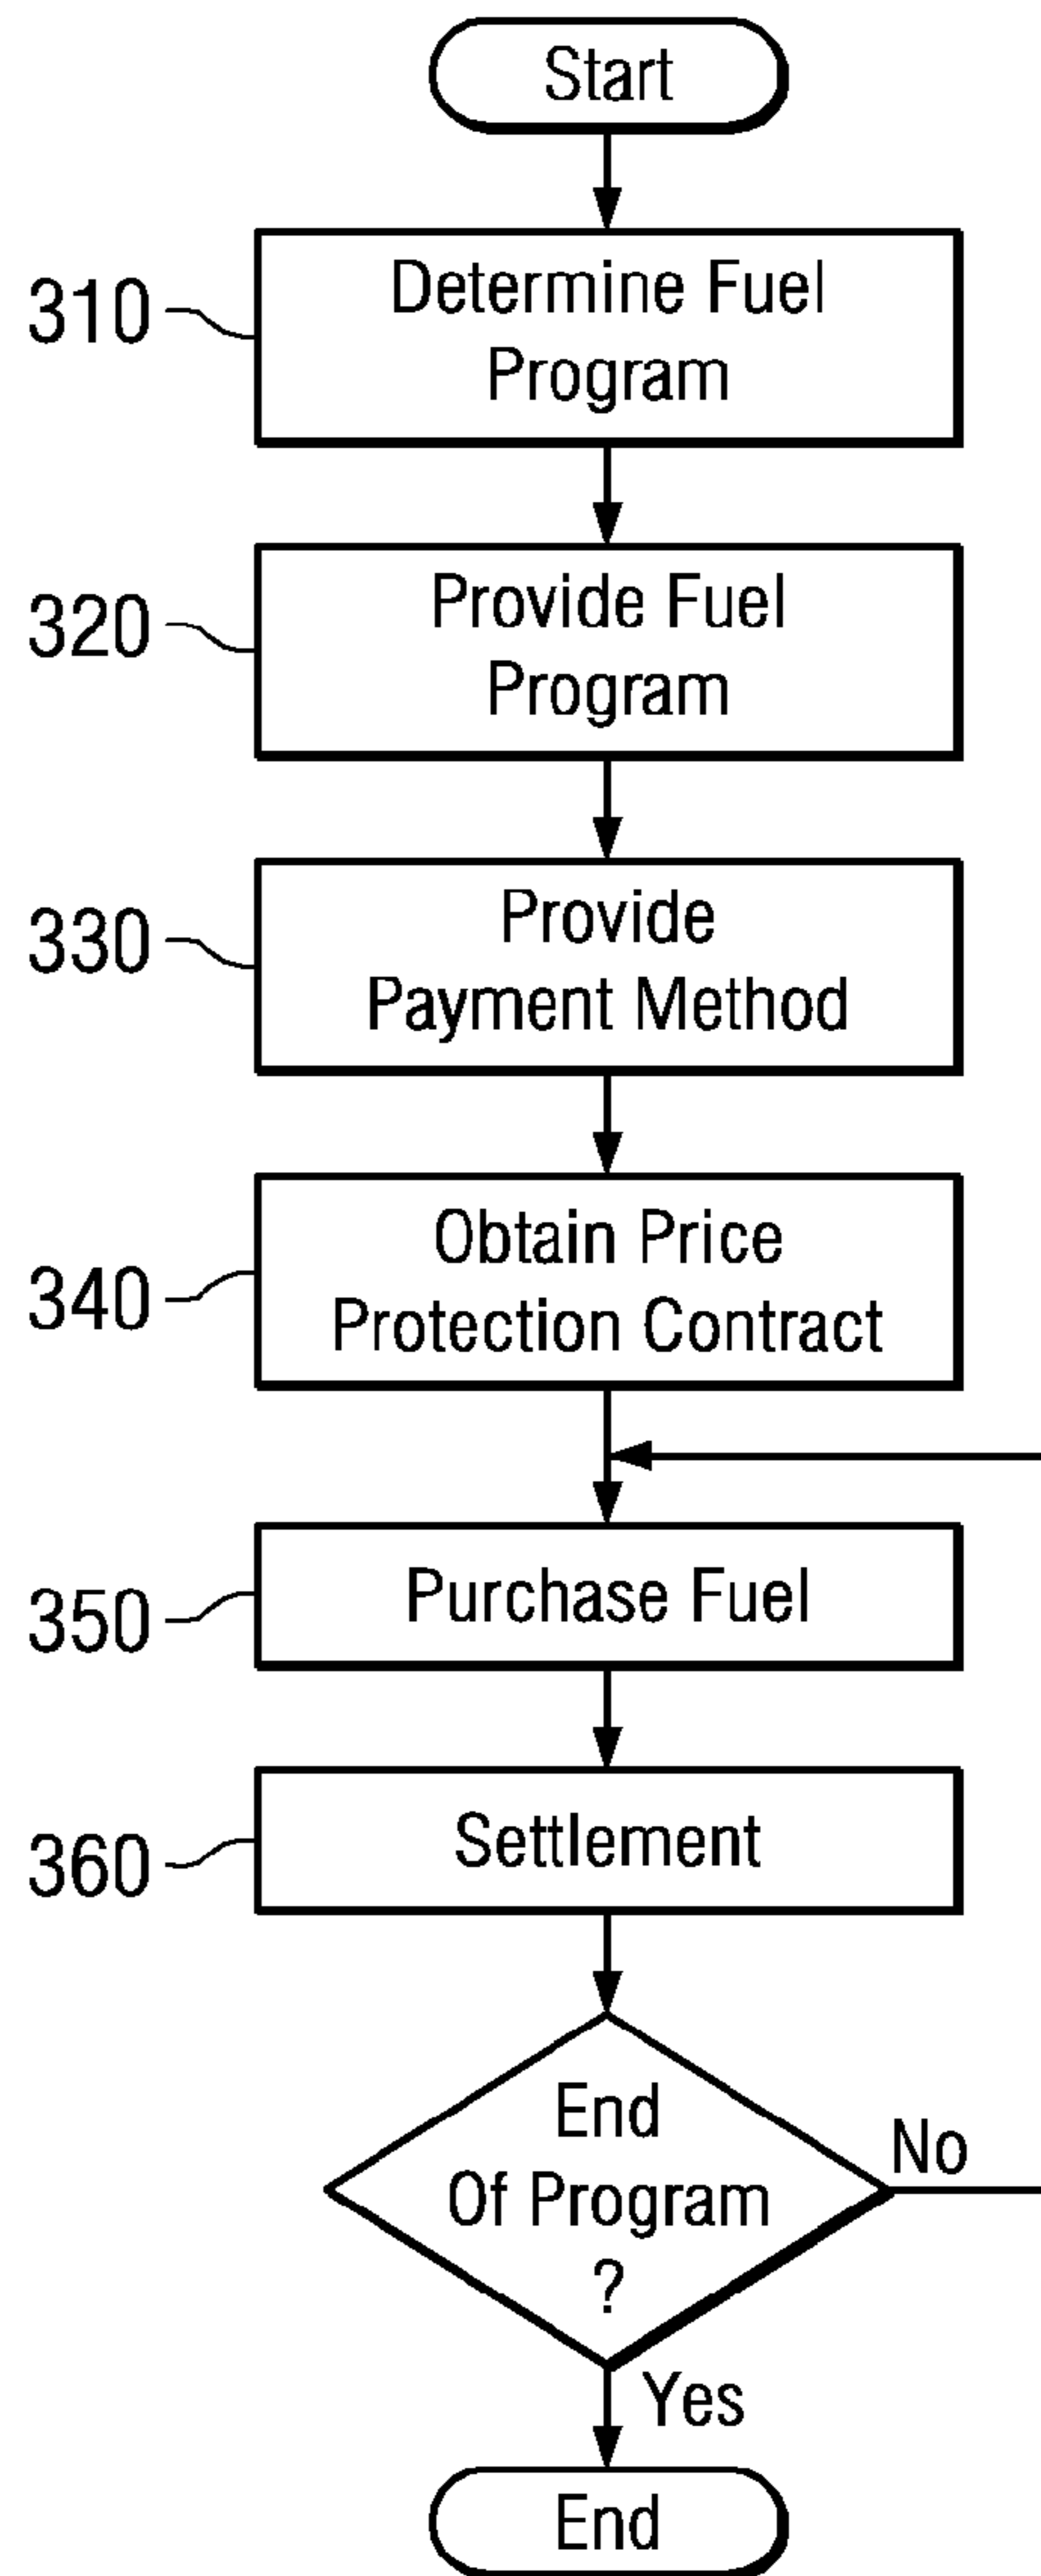 Start
310
Determine Fuel
Program
320
Provide Fuel
Program
330
Provide
Payment Method
340
Obtain Price
Protection Contract
350
Purchase Fuel
360
Settlement
End
Of Program
?
No
Yes
End